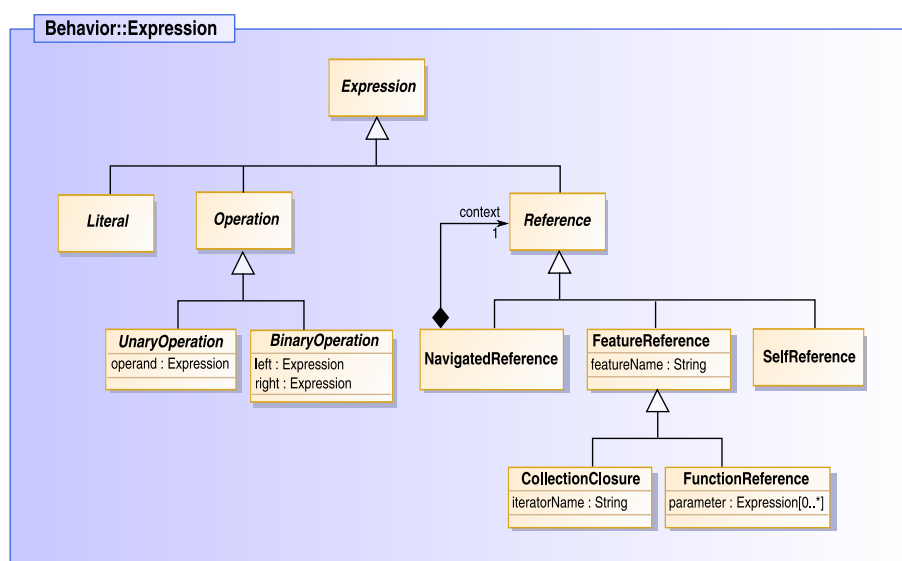 Behavior::Expression
Expression
Literal
Operation
context
1
Reference
UnaryOperation
operand : Expression
BinaryOperation
left : Expression
right : Expression
NavigatedReference
FeatureReference
featureName : String
SelfReference
CollectionClosure
iteratorName : String
FunctionReference
parameter : Expression[0..*]